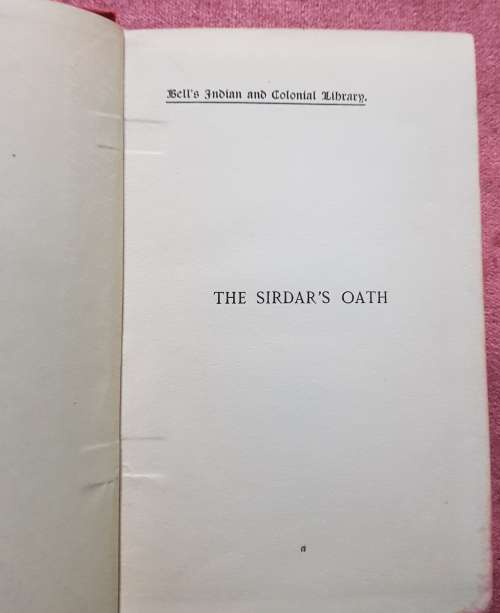 Bell's Indian and Colonial Library.
THE SIRDAR'S OATH
a